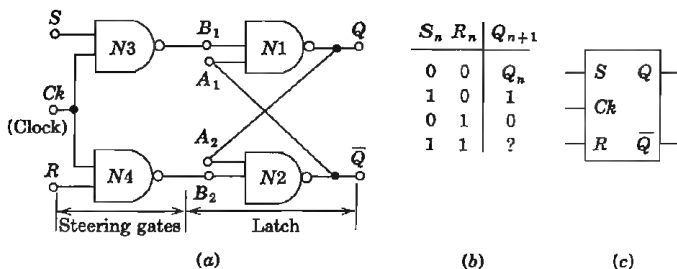 S
N3
B₁
N1
Q
A₁
Ck
(Clock)
A₂
R
N4
B₂
N2
Q̅
Steering gates
Latch
(a)
Sₙ Rₙ Qₙ₊₁
0 0 Qₙ
1 0 1
0 1 0
1 1 ?
(b)
S Q
Ck
R Q̅
(c)